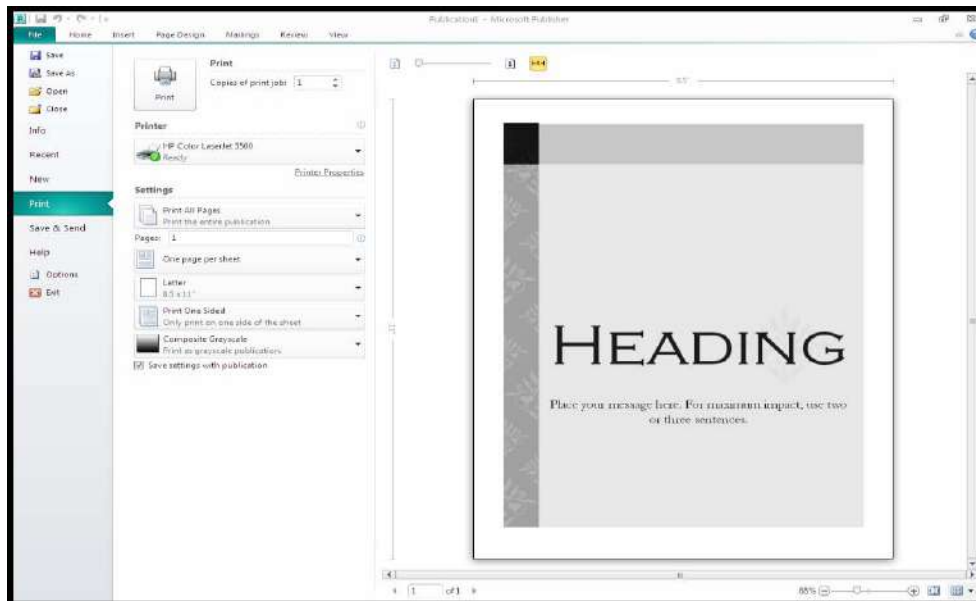 Publication1 - Microsoft Publisher
File Home Insert Page Design Mailings Review View
Save
Save As
Open
Close
Info
Recent
New
Print
Save & Send
Help
Options
Exit
Print
Print
Copies of print job: 1
Printer
HP Color LaserJet 3500
Ready
Printer Properties
Settings
Print All Pages
Print the entire publication
Pages: 1
One page per sheet
Letter
8.5 x 11"
Print One Sided
Only print on one side of the sheet
Composite Grayscale
Print as grayscale publication
Save settings with publication
8.5"
HEADING
Place your message here. For maximum impact, use two
or three sentences.
1 of 1